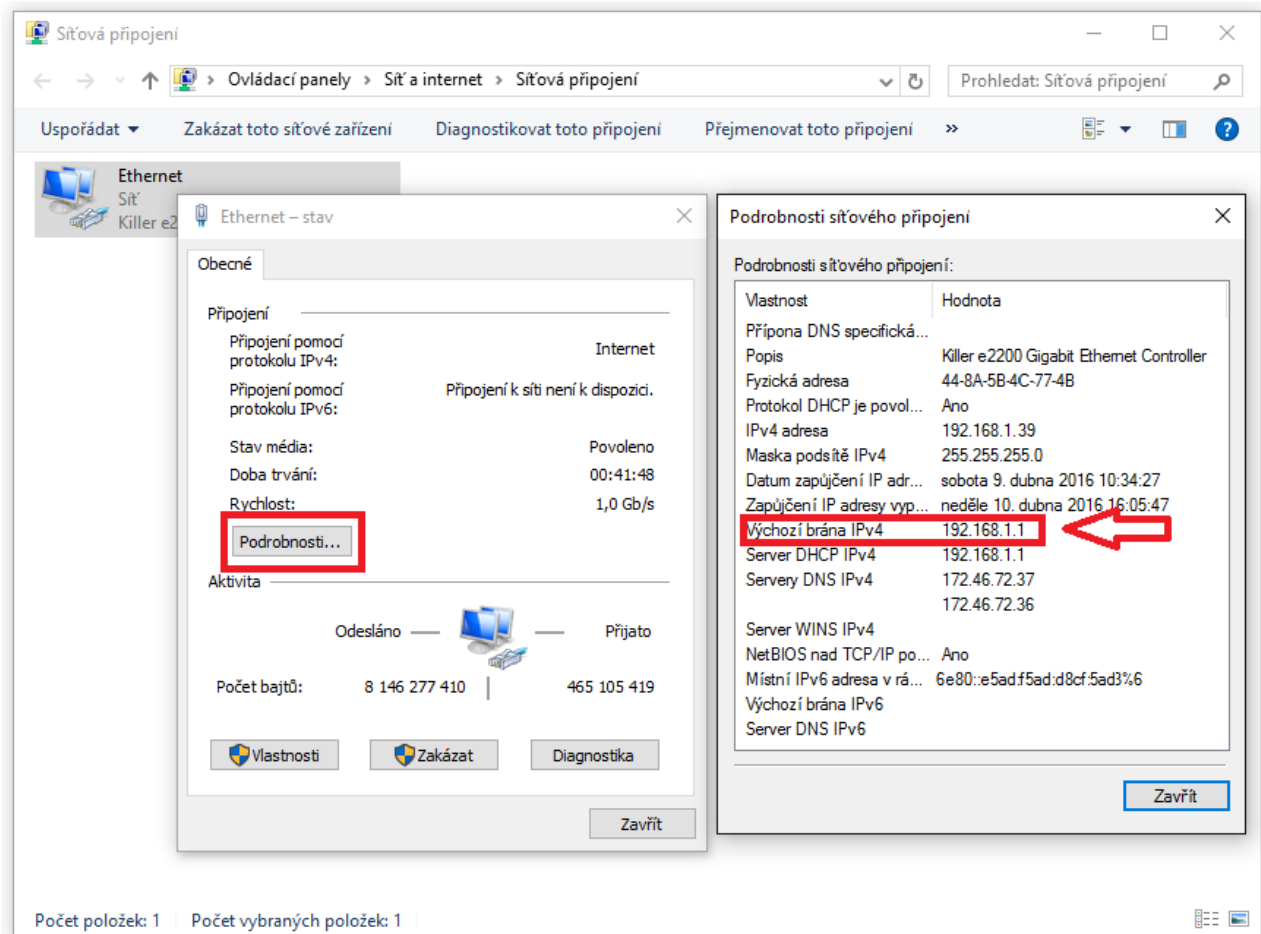 Síťová připojení
Ovládací panely > Síť a internet > Síťová připojení
Prohledat: Síťová připojení
Uspořádat Zakázat toto síťové zařízení Diagnostikovat toto připojení Přejmenovat toto připojení »
Ethernet
Síť
Killer e2
Ethernet – stav
Obecné
Připojení
Připojení pomocí
protokolu IPv4:
Internet
Připojení pomocí
protokolu IPv6:
Připojení k síti není k dispozici.
Stav média: Povoleno
Doba trvání: 00:41:48
Rychlost: 1,0 Gb/s
Podrobnosti...
Aktivita
Odesláno — — Přijato
Počet bajtů: 8 146 277 410 465 105 419
Vlastnosti Zakázat Diagnostika
Zavřít
Podrobnosti síťového připojení
Podrobnosti síťového připojení:
Vlastnost Hodnota
Přípona DNS specifická...
Popis Killer e2200 Gigabit Ethernet Controller
Fyzická adresa 44-8A-5B-4C-77-4B
Protokol DHCP je povol... Ano
IPv4 adresa 192.168.1.39
Maska podsítě IPv4 255.255.255.0
Datum zapůjčení IP adr... sobota 9. dubna 2016 10:34:27
Zapůjčení IP adresy vyp... neděle 10. dubna 2016 16:05:47
Výchozí brána IPv4 192.168.1.1
Server DHCP IPv4 192.168.1.1
Servery DNS IPv4 172.46.72.37
172.46.72.36
Server WINS IPv4
NetBIOS nad TCP/IP po... Ano
Místní IPv6 adresa v rá... 6e80::e5ad:f5ad:d8cf:5ad3%6
Výchozí brána IPv6
Server DNS IPv6
Zavřít
Počet položek: 1 Počet vybraných položek: 1